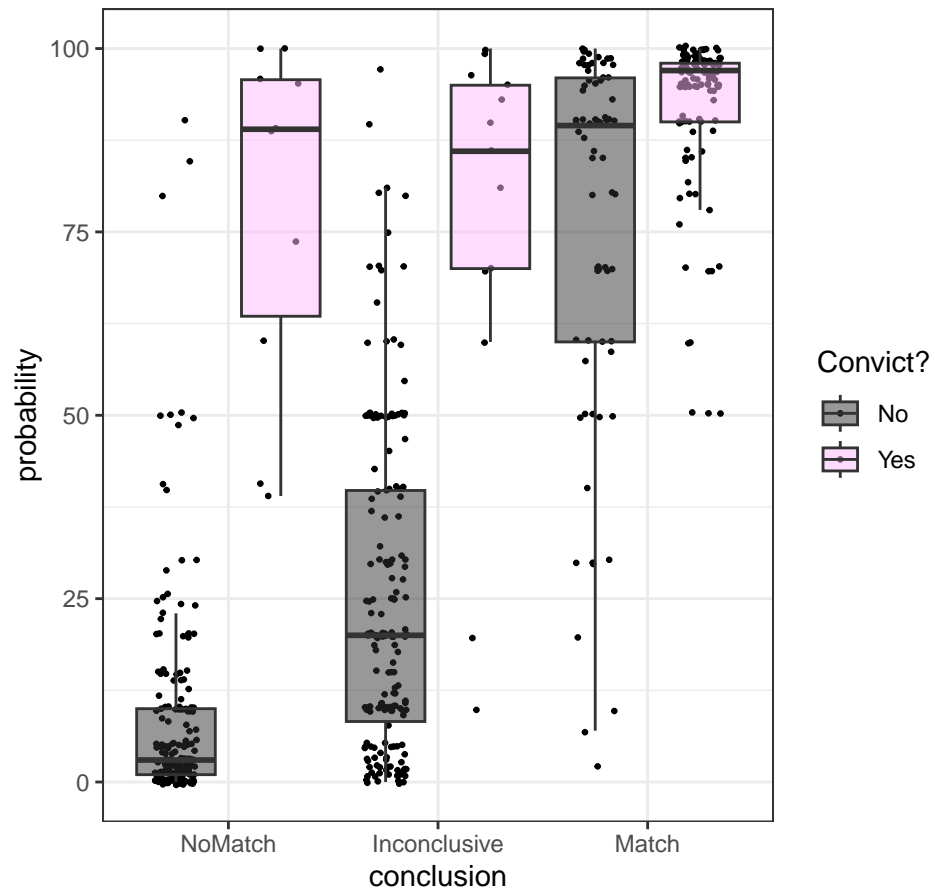 100
75
50
25
0
probability
NoMatch
Inconclusive
Match
conclusion
Convict?
No
Yes